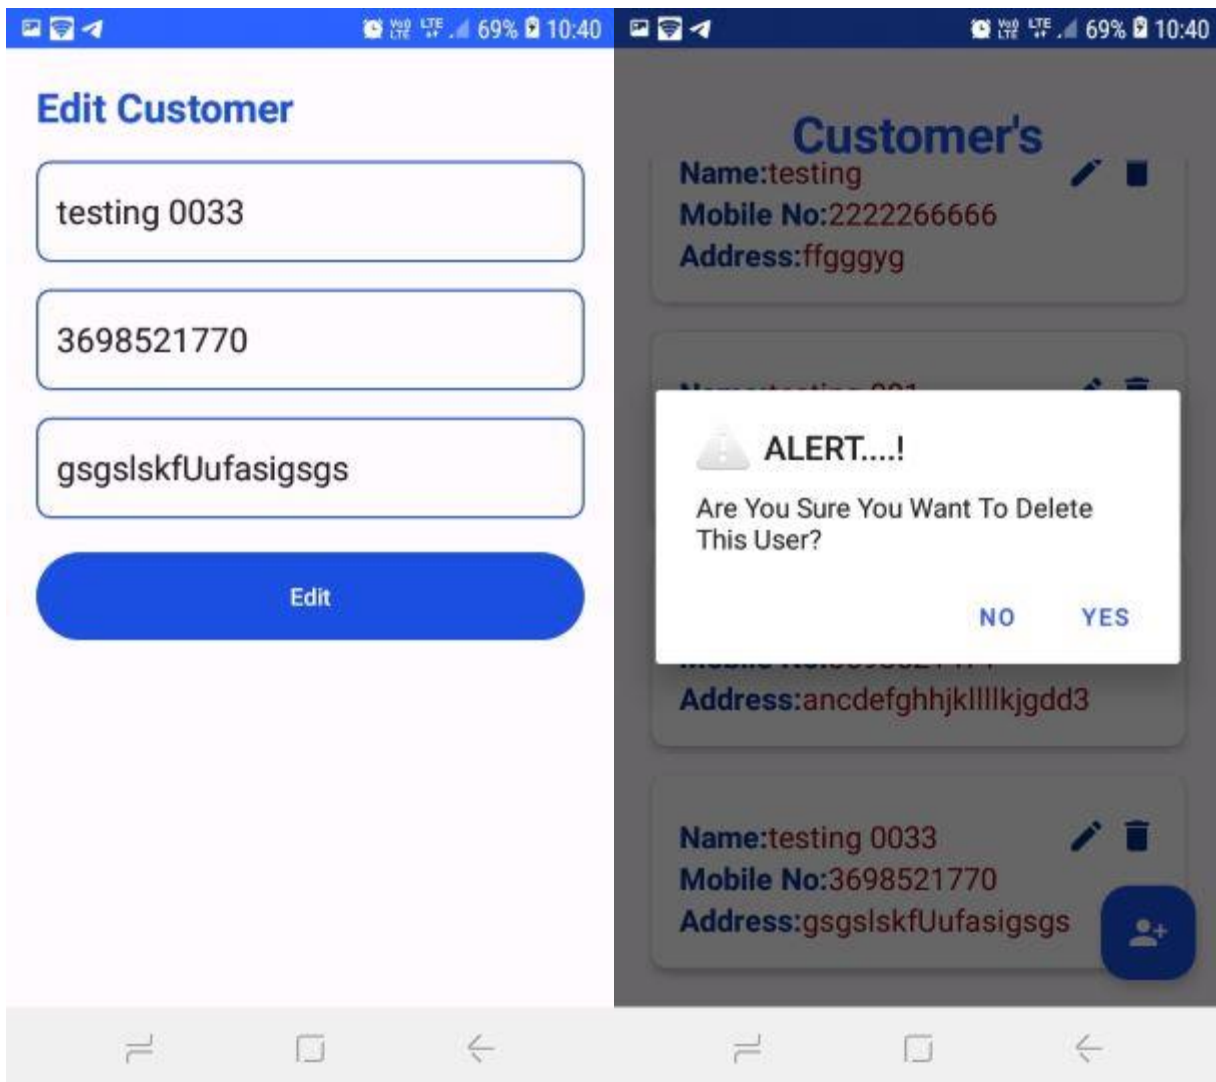 69% 10:40
Edit Customer
testing 0033
3698521770
gsgslskfUufasigsgs
Edit
69% 10:40
Customer's
Name:testing
Mobile No:2222266666
Address:ffgggyg
ALERT....!
Are You Sure You Want To Delete
This User?
NO YES
Address:ancdefghhjkllllkjgdd3
Name:testing 0033
Mobile No:3698521770
Address:gsgslskfUufasigsgs